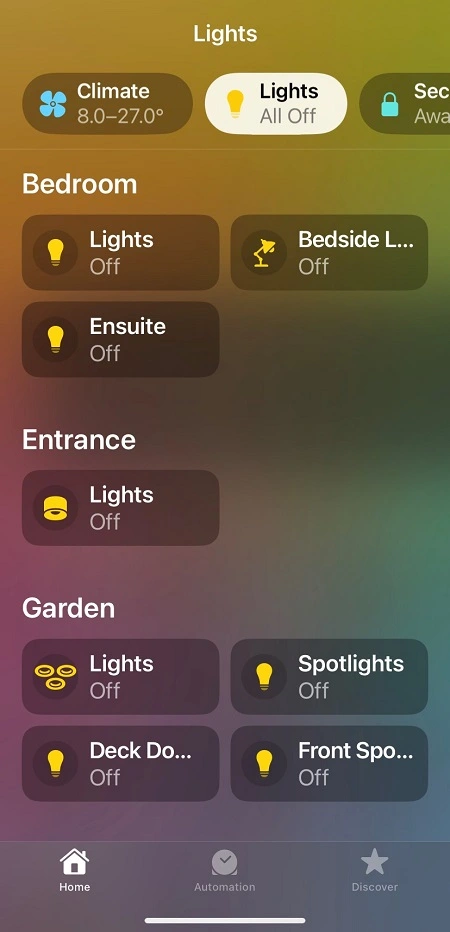 Lights
Climate
8.0–27.0°
Lights
All Off
Sec
Awa
Bedroom
Lights
Off
Bedside L...
Off
Ensuite
Off
Entrance
Lights
Off
Garden
Lights
Off
Spotlights
Off
Deck Do...
Off
Front Spo...
Off
Home
Automation
Discover